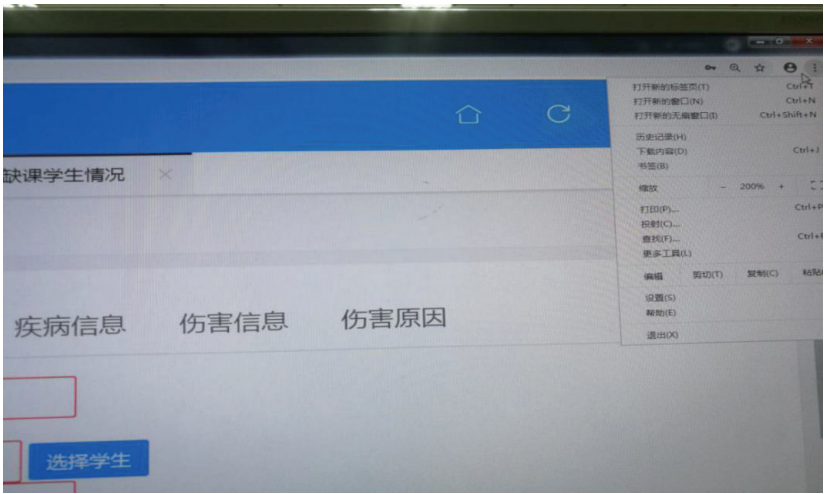 打开新的标签页(T) Ctrl+T
打开新的窗口(N) Ctrl+N
打开新的无痕窗口(I) Ctrl+Shift+N
历史记录(H)
下载内容(D) Ctrl+J
书签(B)
缩放 - 200% +
打印(P)... Ctrl+P
投射(C)...
查找(F)... Ctrl+F
更多工具(L)
编辑 剪切(T) 复制(C) 粘贴
设置(S)
帮助(E)
退出(X)
缺课学生情况 ×
疾病信息 伤害信息 伤害原因
选择学生